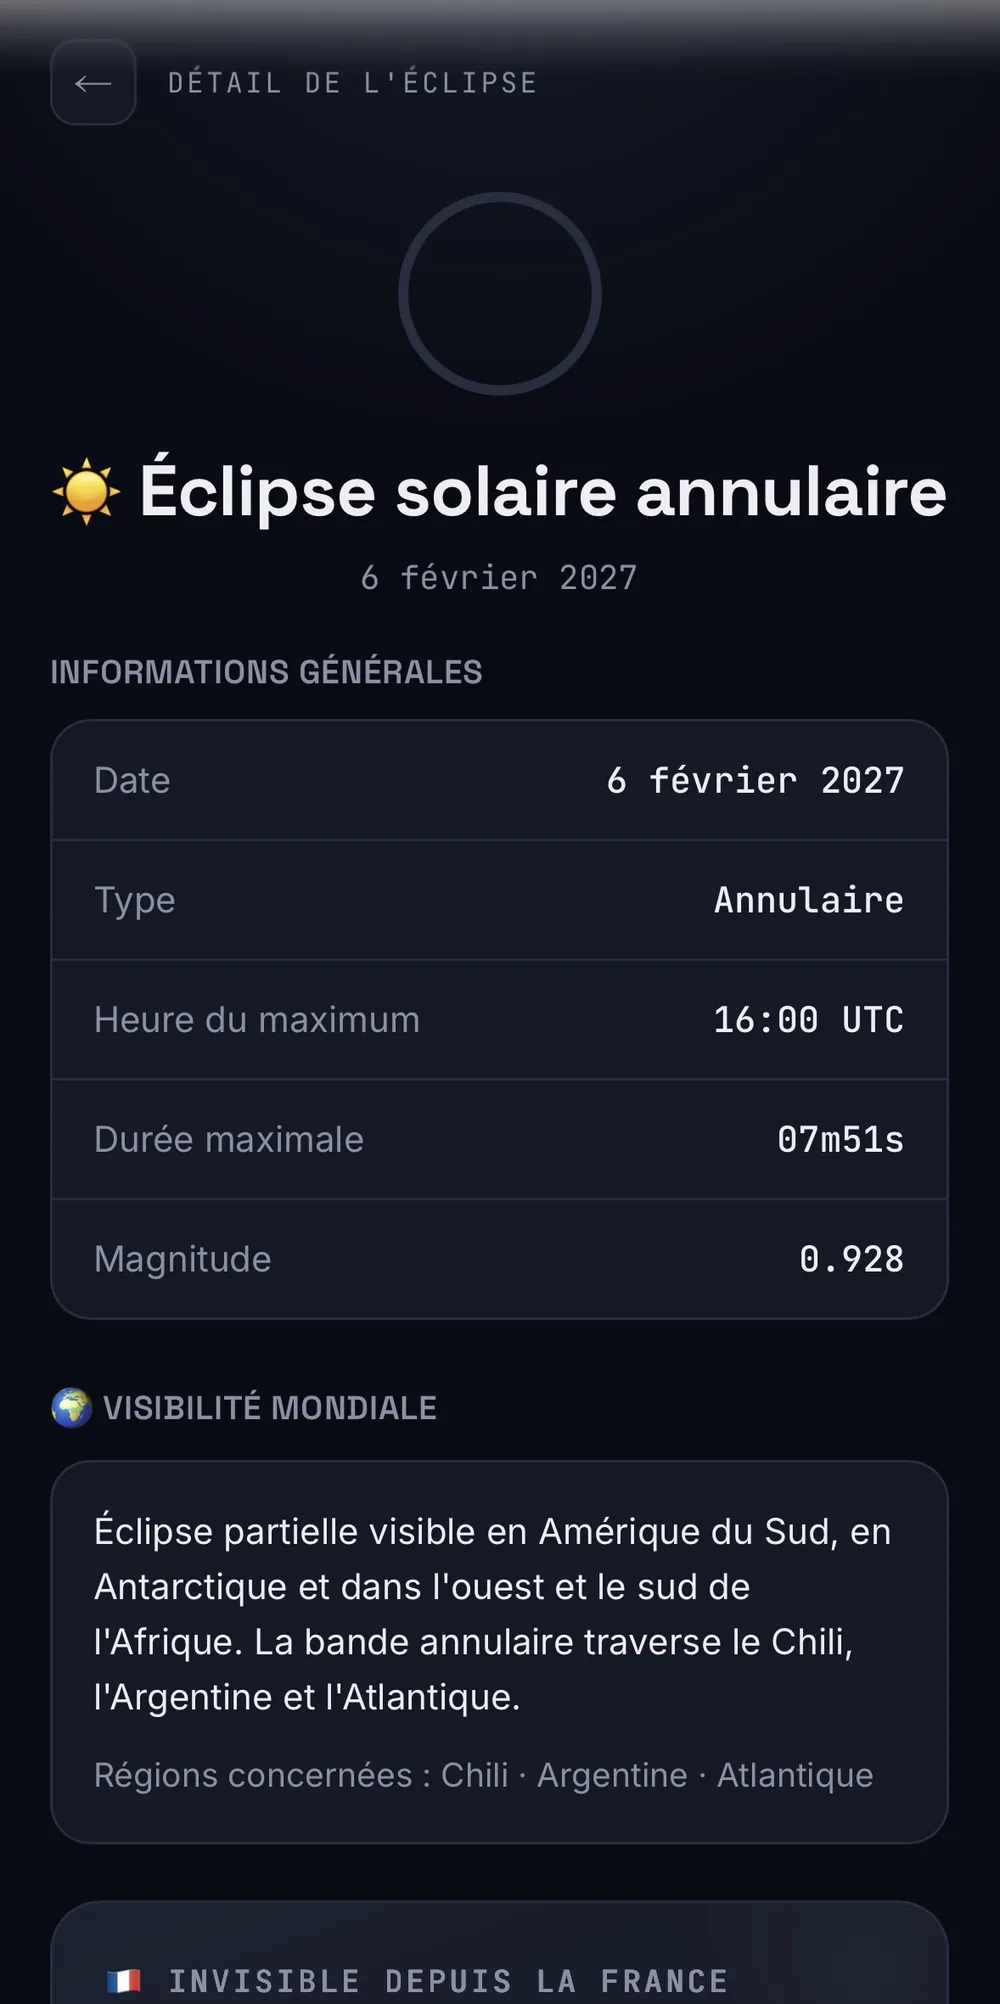 ←
DÉTAIL DE L'ÉCLIPSE
☀️ Éclipse solaire annulaire
6 février 2027
INFORMATIONS GÉNÉRALES
Date 6 février 2027
Type Annulaire
Heure du maximum 16:00 UTC
Durée maximale 07m51s
Magnitude 0.928
🌍 VISIBILITÉ MONDIALE
Éclipse partielle visible en Amérique du Sud, en
Antarctique et dans l'ouest et le sud de
l'Afrique. La bande annulaire traverse le Chili,
l'Argentine et l'Atlantique.
Régions concernées : Chili · Argentine · Atlantique
🇫🇷 INVISIBLE DEPUIS LA FRANCE